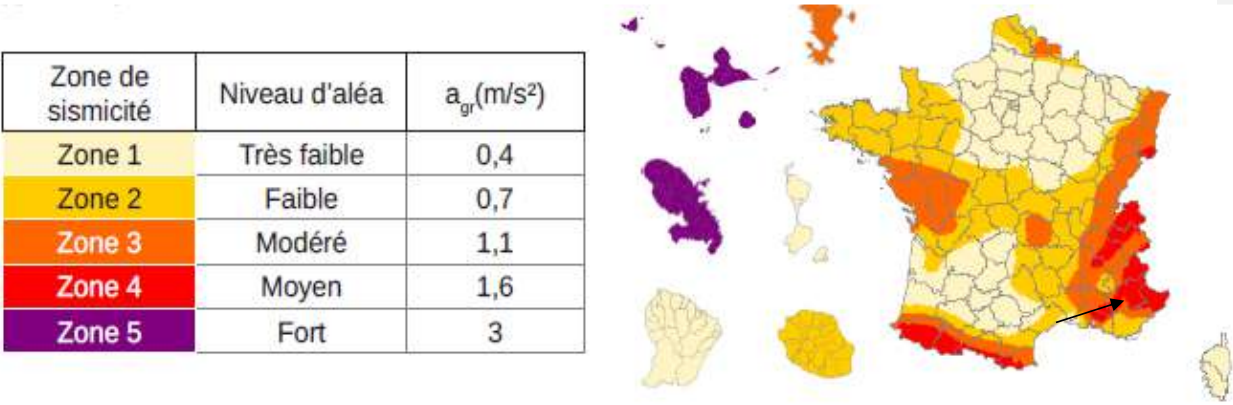 Zone de sismicité Niveau d'aléa a_gr(m/s²)
Zone 1 Très faible 0,4
Zone 2 Faible 0,7
Zone 3 Modéré 1,1
Zone 4 Moyen 1,6
Zone 5 Fort 3